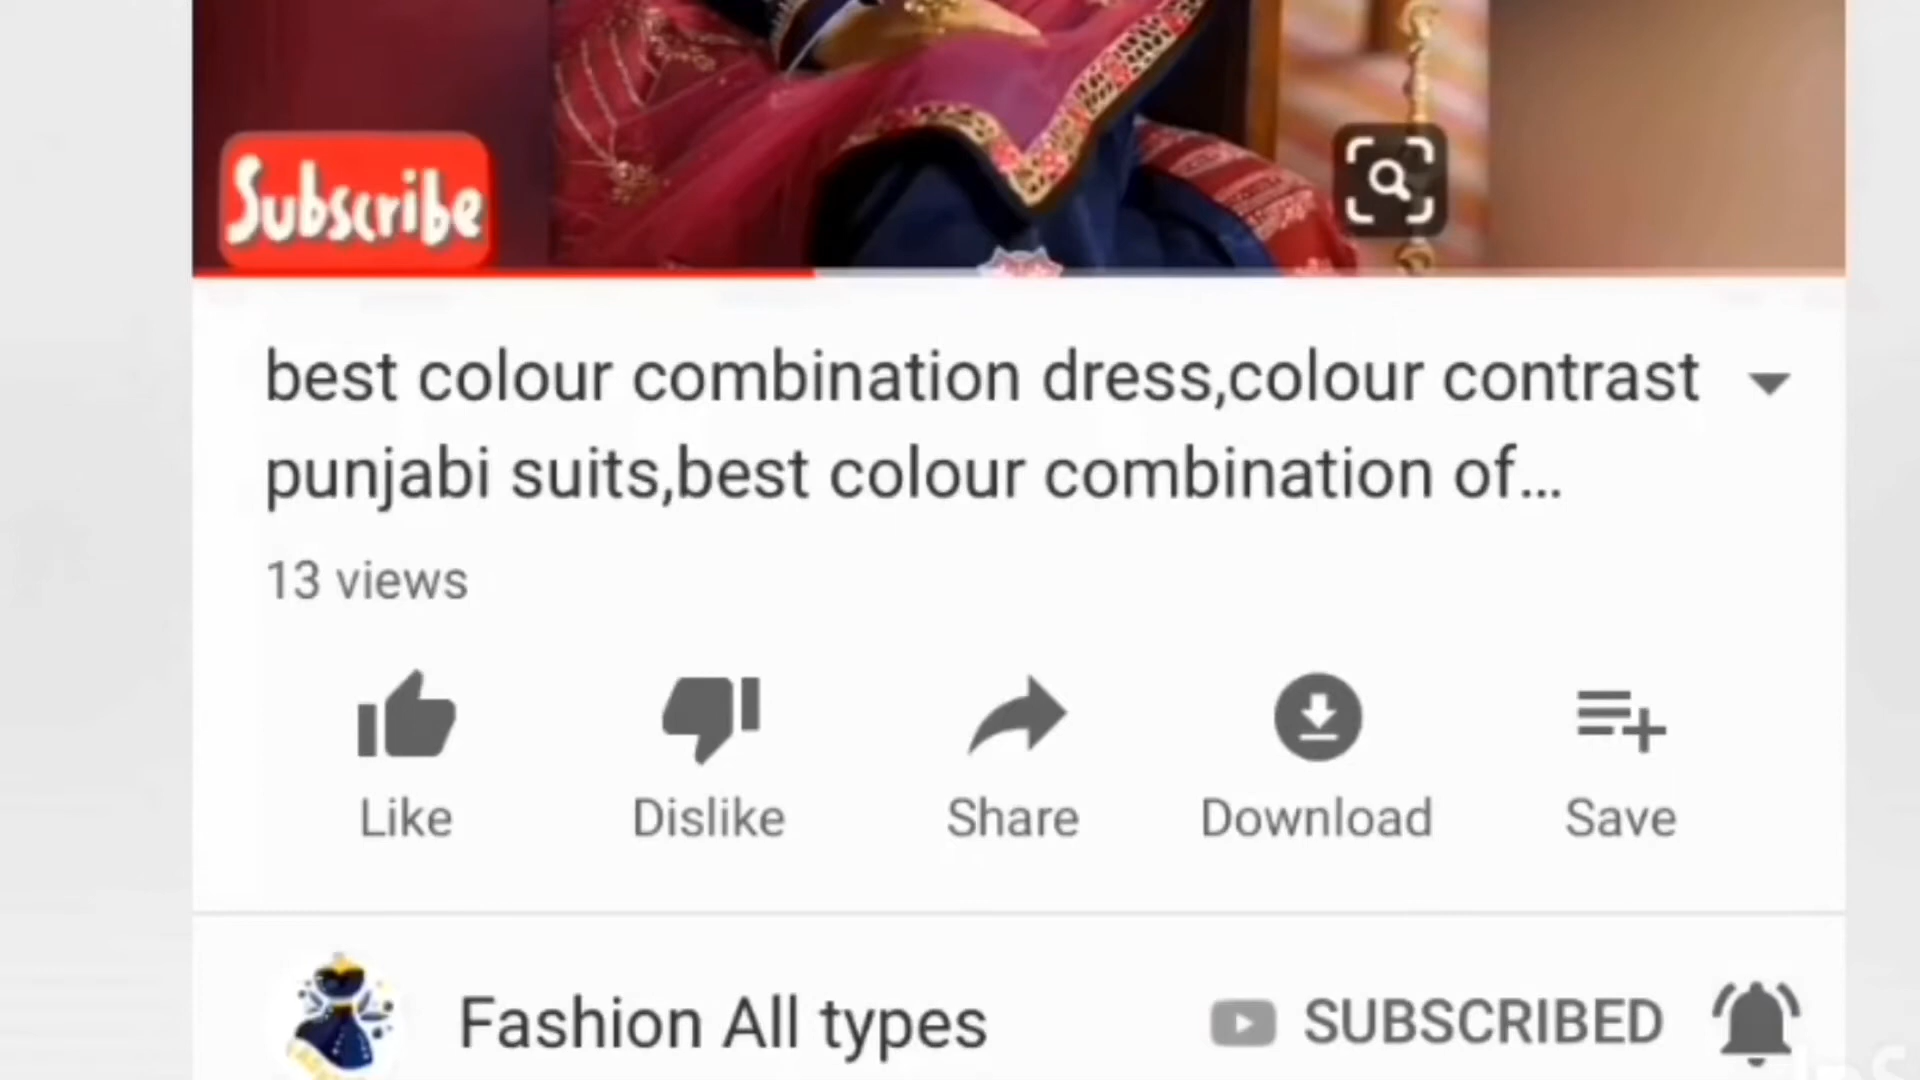 Subscribe
best colour combination dress,colour contrast
punjabi suits,best colour combination of...
13 views
Like
Dislike
Share
Download
Save
Fashion All types
SUBSCRIBED